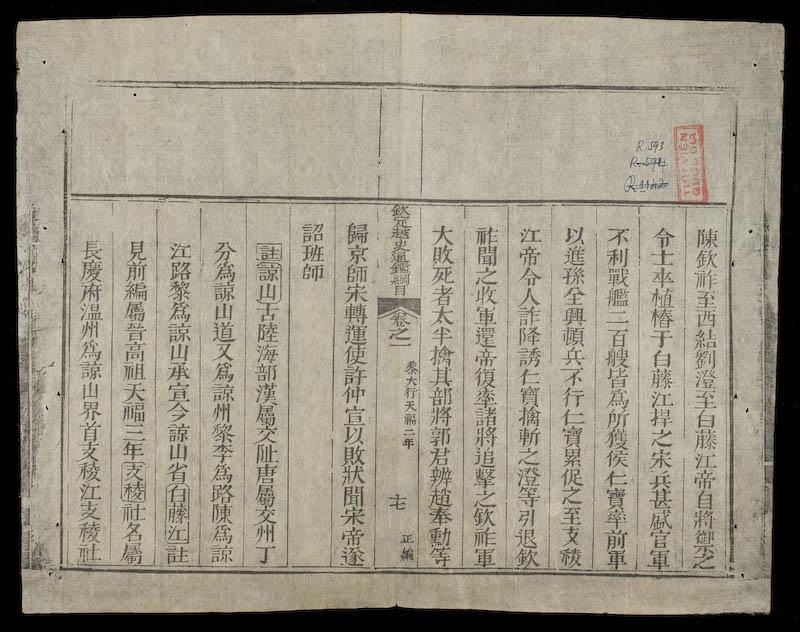 陳欽祚至西結劉澄至白藤江帝自將禦之
令士卒植椿于白藤江捍之宋兵甚盛官軍
不利戰艦二百艘皆爲所獲侯仁寶率前軍
以進孫全興頓兵不行仁寶累促之至支稜
江帝令人詐降誘仁寶擒斬之澄等引退欽
祚聞之收軍還帝復率諸將追擊之欽祚軍
大敗死者太半擒其部將郭君辨趙奉勳等
欽定越史通鑑綱目 卷之一 黎大行天福二年 十七 正編
歸京師宋轉運使許仲宣以敗狀聞宋帝遂
詔班師
註諒山古陸海部漢屬交趾唐屬交州丁
分爲諒山道又爲諒州黎李爲路陳爲諒
江路黎爲諒山承宣今諒山省白藤江註
見前編屬晉高祖天福三年支稜社名屬
長慶府温州爲諒山界首支稜江支稜社
R.593
R-594